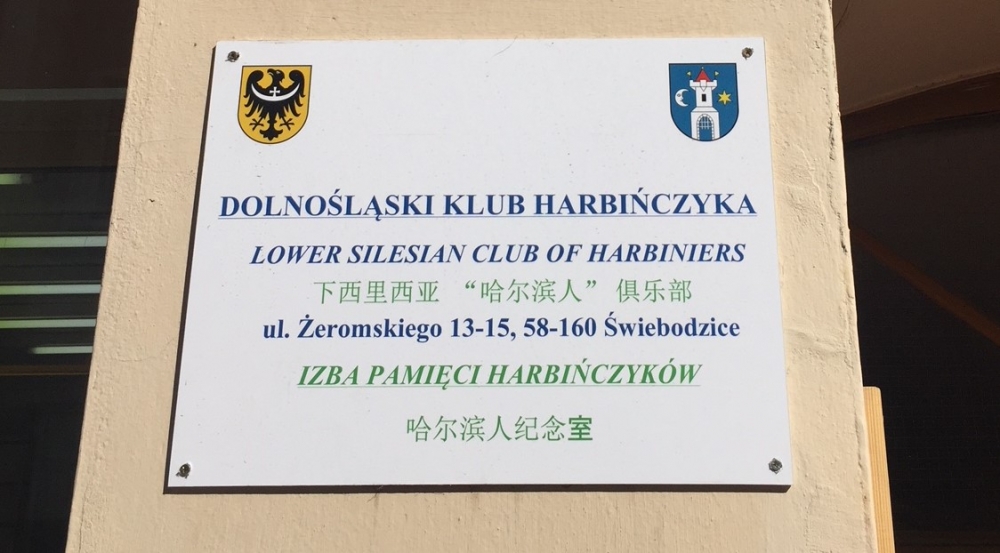 DOLNOŚLĄSKI KLUB HARBIŃCZYKA
LOWER SILESIAN CLUB OF HARBINIERS
下西里西亚 “哈尔滨人” 俱乐部
ul. Żeromskiego 13-15, 58-160 Świebodzice
IZBA PAMIĘCI HARBIŃCZYKÓW
哈尔滨人纪念室